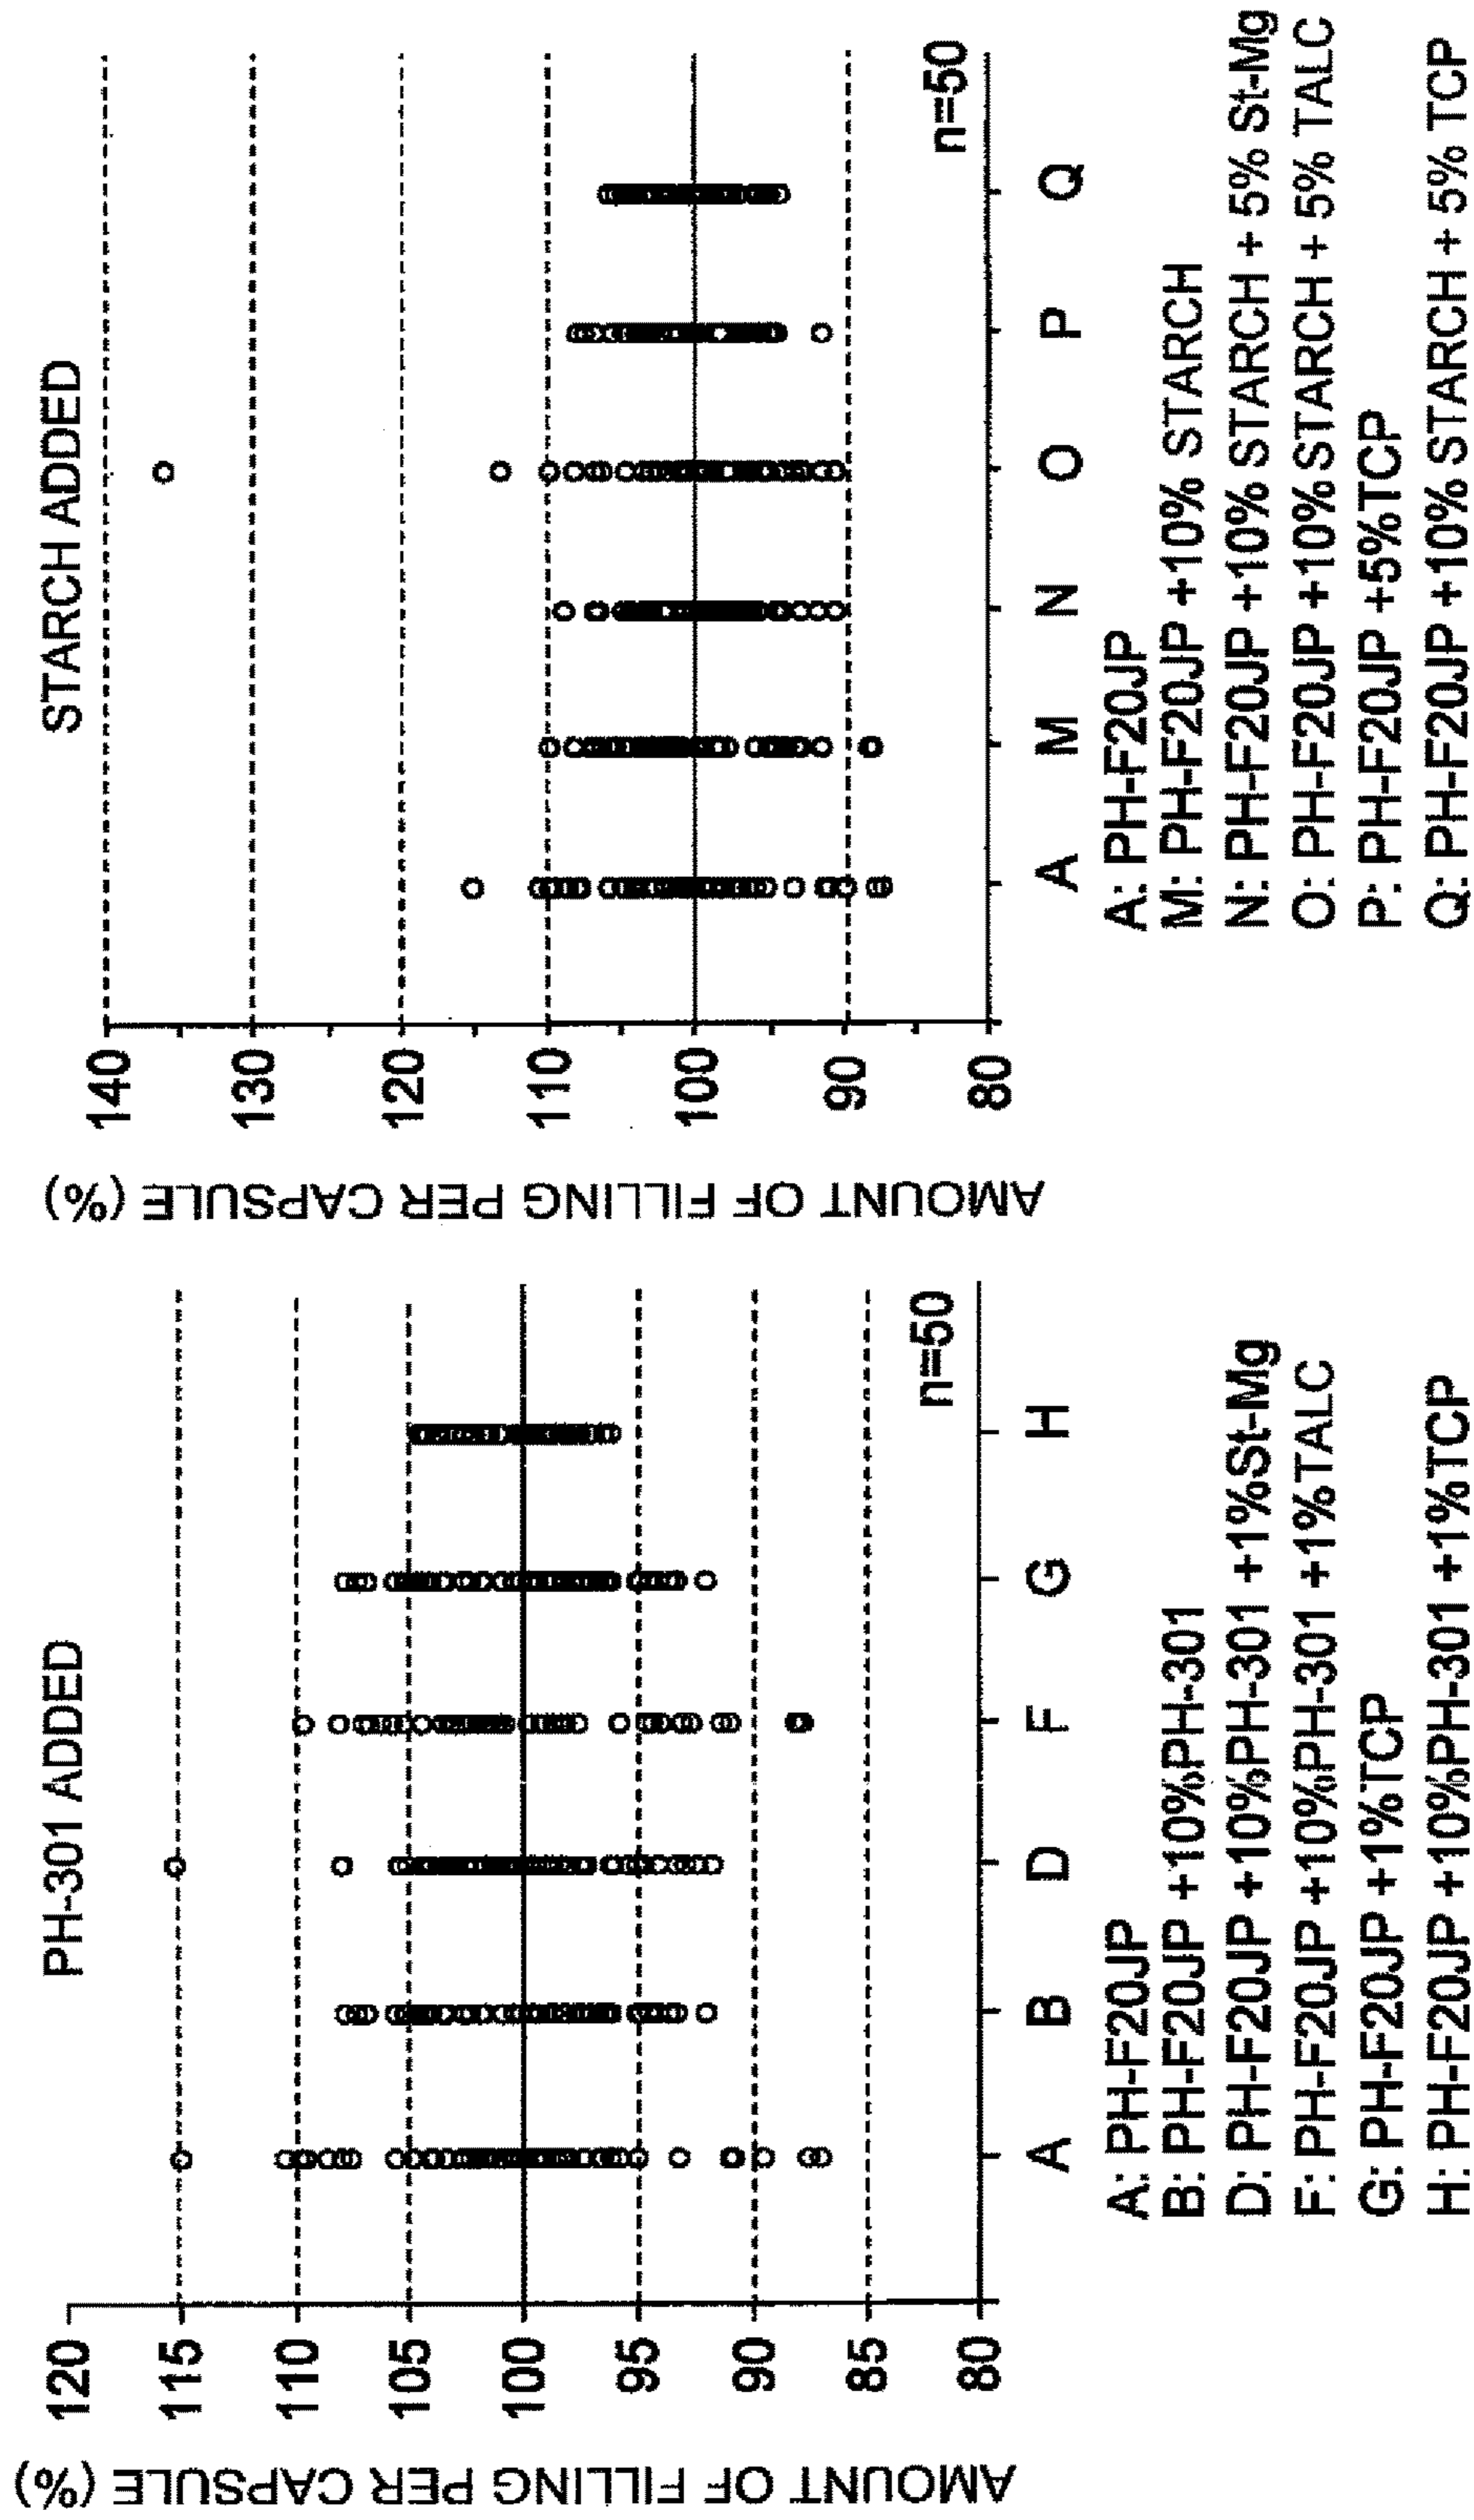 PH-301 ADDED
AMOUNT OF FILLING PER CAPSULE (%)
120
115
110
105
100
95
90
85
80
n=50
A B D F G H
A: PH-F20JP
B: PH-F20JP +10%PH-301
D: PH-F20JP +10%PH-301 +1%St-Mg
F: PH-F20JP +10%PH-301 +1%TALC
G: PH-F20JP +1%TCP
H: PH-F20JP +10%PH-301 +1%TCP
STARCH ADDED
AMOUNT OF FILLING PER CAPSULE (%)
140
130
120
110
100
90
80
n=50
A M N O P Q
A: PH-F20JP
M: PH-F20JP +10% STARCH
N: PH-F20JP +10% STARCH + 5% St-Mg
O: PH-F20JP +10% STARCH + 5% TALC
P: PH-F20JP +5%TCP
Q: PH-F20JP +10% STARCH + 5% TCP